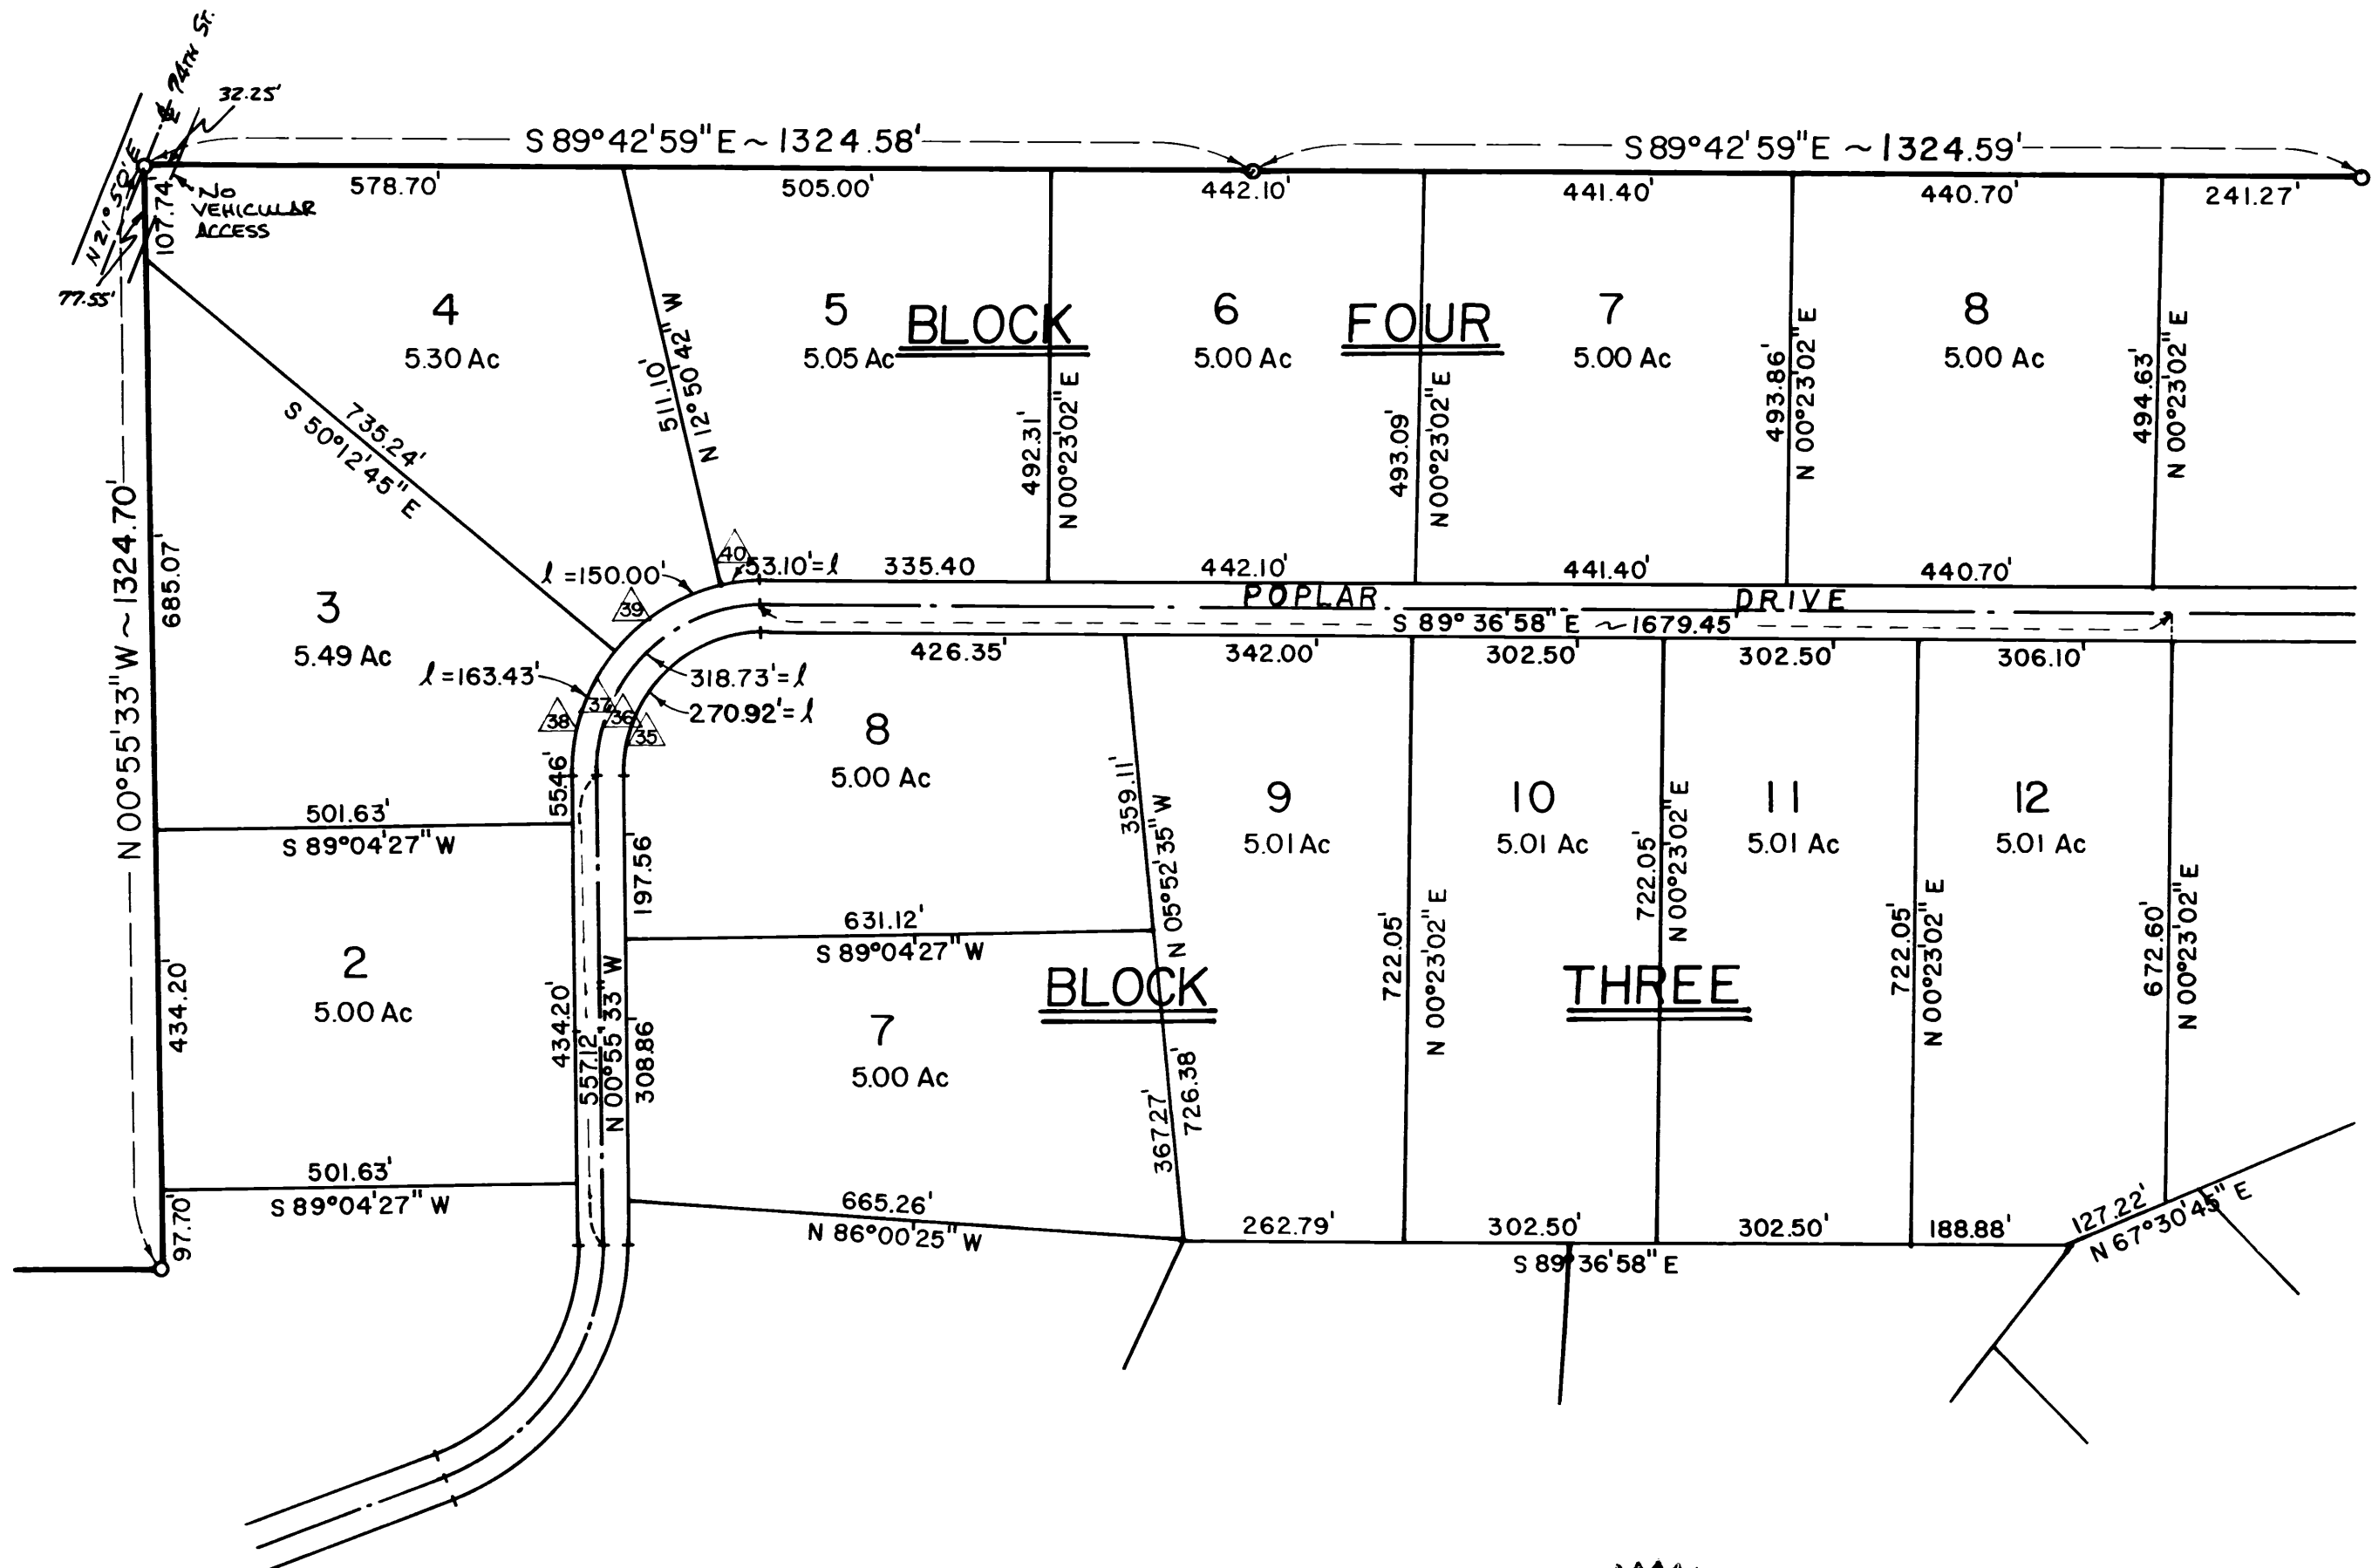 ℄ 74TH ST.
32.25'
S 89°42'59"E ~ 1324.58'
S 89°42'59"E ~ 1324.59'
N 21°50'E
107.74'
NO
VEHICULAR
ACCESS
77.55'
578.70'
505.00'
442.10'
441.40'
440.70'
241.27'
4
5.30 Ac
5
5.05 Ac
BLOCK FOUR
6
5.00 Ac
7
5.00 Ac
8
5.00 Ac
735.24'
S 50°12'45" E
511.10'
N 12°50'42" W
492.31'
N 00°23'02" E
493.09'
N 00°23'02" E
493.86'
N 00°23'02" E
494.63'
N 00°23'02" E
N 00°55'33" W ~ 1324.70'
685.07'
3
5.49 Ac
l = 150.00'
40
53.10' = l
335.40
442.10'
441.40'
440.70'
39
POPLAR DRIVE
S 89° 36'58" E ~ 1679.45'
l = 163.43'
318.73' = l
270.92' = l
38
37
36
35
426.35'
342.00'
302.50'
302.50'
306.10'
8
5.00 Ac
55.46'
197.56'
501.63'
S 89°04'27" W
359.11'
N 05°52'35" W
9
5.01 Ac
10
5.01 Ac
11
5.01 Ac
12
5.01 Ac
722.05'
N 00°23'02" E
722.05'
N 00°23'02" E
722.05'
N 00°23'02" E
672.60'
N 00°23'02" E
631.12'
S 89°04'27" W
BLOCK THREE
2
5.00 Ac
434.20'
434.20'
557.12'
N 00°55'33" W
308.86
7
5.00 Ac
367.27'
726.38'
501.63'
S 89°04'27" W
97.70'
665.26'
N 86°00'25" W
262.79'
302.50'
302.50'
188.88'
S 89°36'58" E
127.22'
N 67°30'45" E